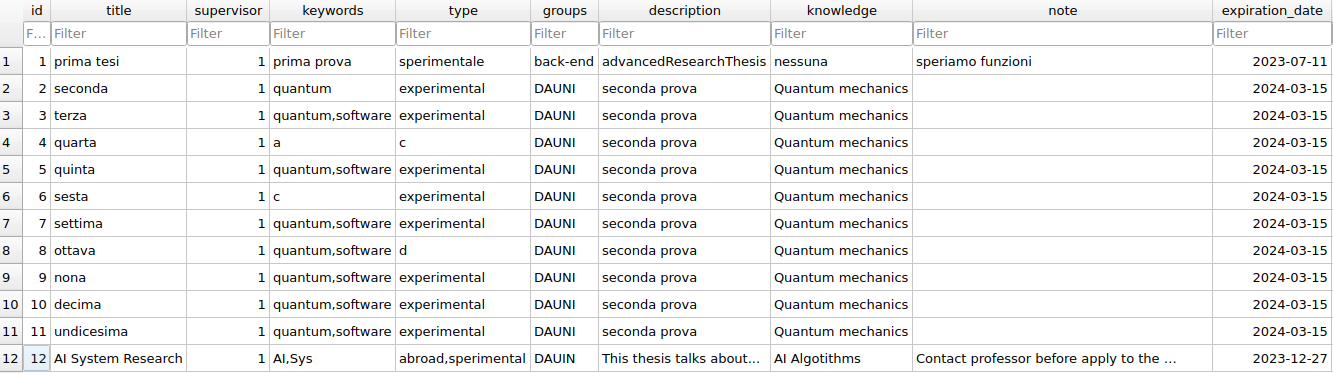 id title supervisor keywords type groups description knowledge note expiration_date
F... Filter Filter Filter Filter Filter Filter Filter Filter Filter
1 1 prima tesi 1 prima prova sperimentale back-end advancedResearchThesis nessuna speriamo funzioni 2023-07-11
2 2 seconda 1 quantum experimental DAUNI seconda prova Quantum mechanics 2024-03-15
3 3 terza 1 quantum,software experimental DAUNI seconda prova Quantum mechanics 2024-03-15
4 4 quarta 1 a c DAUNI seconda prova Quantum mechanics 2024-03-15
5 5 quinta 1 quantum,software experimental DAUNI seconda prova Quantum mechanics 2024-03-15
6 6 sesta 1 c experimental DAUNI seconda prova Quantum mechanics 2024-03-15
7 7 settima 1 quantum,software experimental DAUNI seconda prova Quantum mechanics 2024-03-15
8 8 ottava 1 quantum,software d DAUNI seconda prova Quantum mechanics 2024-03-15
9 9 nona 1 quantum,software experimental DAUNI seconda prova Quantum mechanics 2024-03-15
10 10 decima 1 quantum,software experimental DAUNI seconda prova Quantum mechanics 2024-03-15
11 11 undicesima 1 quantum,software experimental DAUNI seconda prova Quantum mechanics 2024-03-15
12 12 AI System Research 1 AI,Sys abroad,sperimental DAUIN This thesis talks about... AI Algotithms Contact professor before apply to the ... 2023-12-27